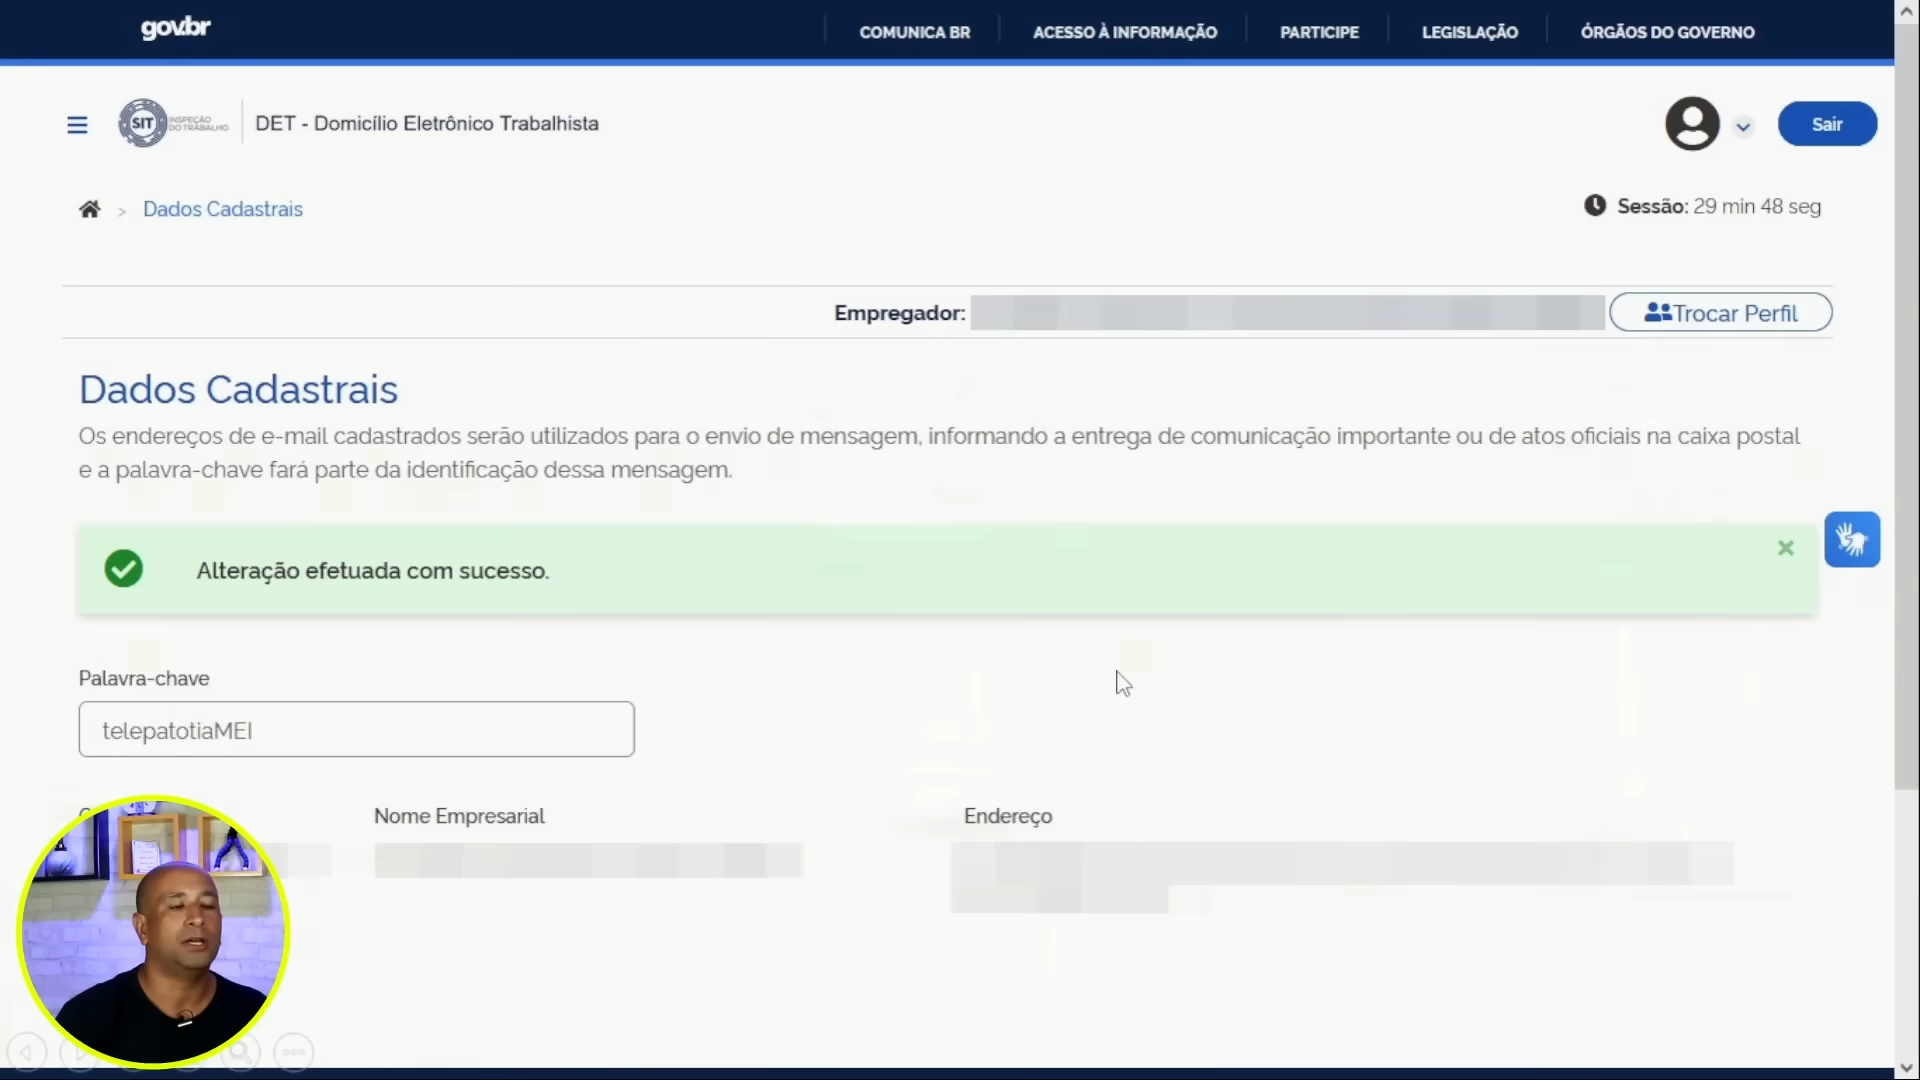 gov.br
COMUNICA BR
ACESSO À INFORMAÇÃO
PARTICIPE
LEGISLAÇÃO
ÓRGÃOS DO GOVERNO
SIT INSPEÇÃO DO TRABALHO
DET - Domicílio Eletrônico Trabalhista
Sair
> Dados Cadastrais
Sessão: 29 min 48 seg
Empregador:
Trocar Perfil
Dados Cadastrais
Os endereços de e-mail cadastrados serão utilizados para o envio de mensagem, informando a entrega de comunicação importante ou de atos oficiais na caixa postal
e a palavra-chave fará parte da identificação dessa mensagem.
Alteração efetuada com sucesso.
Palavra-chave
telepatotiaMEI
Nome Empresarial
Endereço